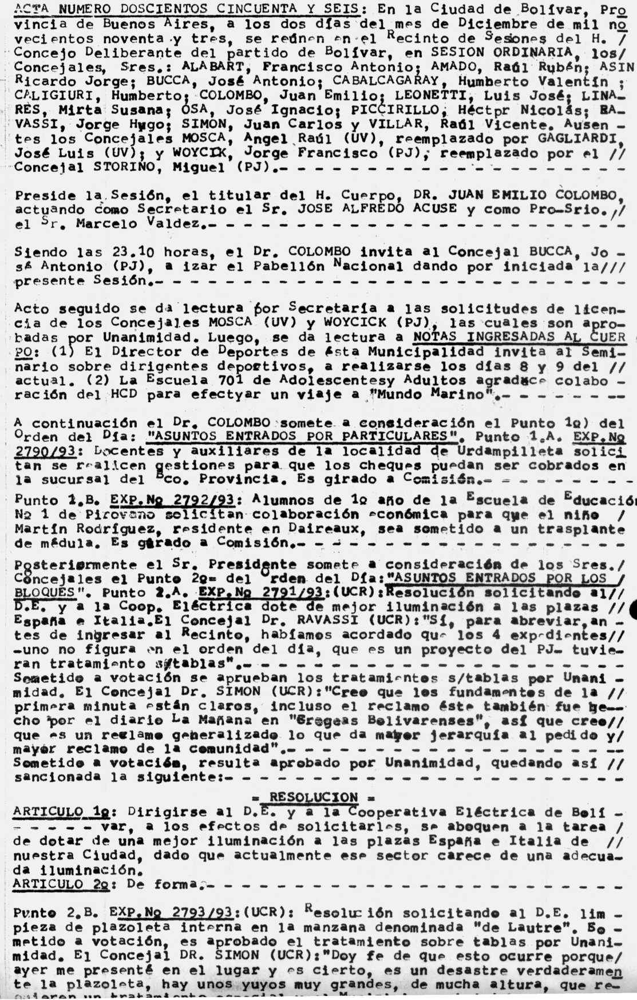 ACTA NUMERO DOSCIENTOS CINCUENTA Y SEIS: En la Ciudad de Bolívar, Pro
vincia de Buenos Aires, a los dos días del mes de Diciembre de mil no
vecientos noventa y tres, se reúnen en el Recinto de Sesiones del H. /
Concejo Deliberante del partido de Bolívar, en SESION ORDINARIA, los/
Concejales, Sres.: ALABART, Francisco Antonio; AMADO, Raúl Rubén; ASIN
Ricardo Jorge; BUCCA, José Antonio; CABALCAGARAY, Humberto Valentín ;
CALIGIURI, Humberto; COLOMBO, Juan Emilio; LEONETTI, Luis José; LINA-
RES, Mirta Susana; OSA, José Ignacio; PICCIRILLO, Héctpr Nicolás; RA-
VASSI, Jorge Hugo; SIMON, Juan Carlos y VILLAR, Raúl Vicente. Ausen -
tes los Concejales MOSCA, Angel Raúl (UV), reemplazado por GAGLIARDI,
José Luis (UV); y WOYCIK, Jorge Francisco (PJ), reemplazado por el //
Concejal STORINO, Miguel (PJ).- - - - - - - - - - - - - - - - - - - -
Preside la Sesión, el titular del H. Cuerpo, DR. JUAN EMILIO COLOMBO,
actuando como Secretario el Sr. JOSE ALFREDO ACUSE y como Pro-Srio.//
el Sr. Marcelo Valdez.- - - - - - - - - - - - - - - - - - - - - - - -
Siendo las 23.10 horas, el Dr. COLOMBO invita al Concejal BUCCA, Jo -
sé Antonio (PJ), a izar el Pabellón Nacional dando por iniciada la///
presente Sesión.- - - - - - - - - - - - - - - - - - - - - - - - - - -
Acto seguido se da lectura por Secretaría a las solicitudes de licen-
cia de los Concejales MOSCA (UV) y WOYCICK (PJ), las cuales son apro-
badas por Unanimidad. Luego, se da lectura a NOTAS INGRESADAS AL CUER
PO: (1) El Director de Deportes de ésta Municipalidad invita al Semi-
nario sobre dirigentes deportivos, a realizarse los días 8 y 9 del //
actual. (2) La Escuela 701 de Adolescentesy Adultos agradece colabo -
ración del HCD para efectyar un viaje a "Mundo Marino".- - - - - - - --
A continuación el Dr. COLOMBO somete a consideración el Punto 1º) del
Orden del Día: "ASUNTOS ENTRADOS POR PARTICULARES". Punto 1.A. EXP.Nº
2790/93: Docentes y auxiliares de la localidad de Urdampilleta solici
tan se realicen gestiones para que los cheques puedan ser cobrados en
la sucursal del Bco. Provincia. Es girado a Comisión.- - - - - - - - -
Punto 1.B. EXP.Nº 2792/93: Alumnos de 1º año de la Escuela de Educació
Nº 1 de Pirovano solicitan colaboración económica para que el niño /
Martín Rodríguez, residente en Daireaux, sea sometido a un trasplante
de médula. Es girado a Comisión.- - - - - - - - - - - - - - - - - - -
Posteriormente el Sr. Presidente somete a consideración de los Sres./
Concejales el Punto 2º= del Orden del Día:"ASUNTOS ENTRADOS POR LOS /
BLOQUES". Punto 2.A. EXP.Nº 2791/93:(UCR):Resolución solicitando al//
D.E. y a la Coop. Eléctrica dote de mejor iluminación a las plazas //
España e Italia.El Concejal Dr. RAVASSI (UCR):"Sí, para abreviar,an -
tes de ingresar al Recinto, habíamos acordado que los 4 expedientes//
-uno no figura en el orden del día, que es un proyecto del PJ- tuvie-
ran tratamiento s/tablas".- - - - - - - - - - - - - - - - - - - - - -
Sometido a votación se aprueban los tratamientos s/tablas por Unani -
midad. El Concejal Dr. SIMON (UCR):"Creo que los fundamentos de la //
primera minuta están claros, incluso el reclamo éste también fue he--
cho por el diario La Mañana en "Grageas Bolivarenses", así que creo//
que es un reclamo generalizado lo que da mayor jerarquía al pedido y/
mayor reclamo de la comunidad".- - - - - - - - - - - - - - - - - - --
Sometido a votación, resulta aprobado por Unanimidad, quedando así //
sancionada la siguiente:- - - - - - - - - - - - - - - - - - - - - - -
= RESOLUCION =
ARTICULO 1º: Dirigirse al D.E. y a la Cooperativa Eléctrica de Bolí -
- - - - - - var, a los efectos de solicitarles, se aboquen a la tarea /
de dotar de una mejor iluminación a las plazas España e Italia de //
nuestra Ciudad, dado que actualmente ese sector carece de una adecua-
da iluminación.
ARTICULO 2º: De forma.- - - - - - - - - - - - - - - - - - - - - - - -
Punto 2.B. EXP.Nº 2793/93:(UCR): Resolución solicitando al D.E. lim -
pieza de plazoleta interna en la manzana denominada "de Lautre". So -
metido a votación, es aprobado el tratamiento sobre tablas por Unani-
midad. El Concejal DR. SIMON (UCR):"Doy fe de que esto ocurre porque/
ayer me presenté en el lugar y es cierto, es un desastre verdaderamen
te la plazoleta, hay unos yuyos muy grandes, de mucha altura, que re-